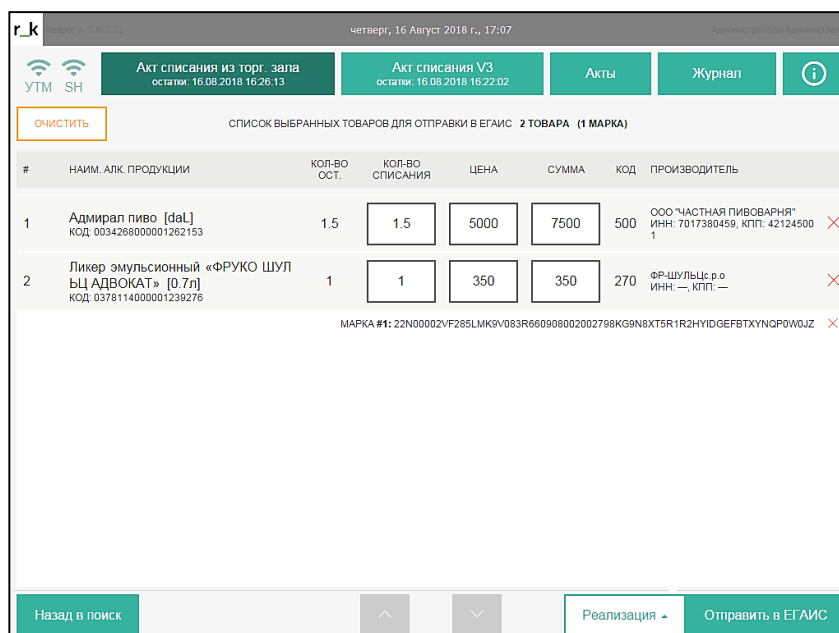 r_k
четверг, 16 Август 2018 г., 17:07
УТМ SH
Акт списания из торг. зала
остатки: 16.08.2018 16:26:13
Акт списания V3
остатки: 16.08.2018 16:22:02
Акты
Журнал
ОЧИСТИТЬ
СПИСОК ВЫБРАННЫХ ТОВАРОВ ДЛЯ ОТПРАВКИ В ЕГАИС 2 ТОВАРА (1 МАРКА)
# НАИМ. АЛК. ПРОДУКЦИИ КОЛ-ВО ОСТ. КОЛ-ВО СПИСАНИЯ ЦЕНА СУММА КОД ПРОИЗВОДИТЕЛЬ
1 Адмирал пиво [daL] 1.5 1.5 5000 7500 500 ООО "ЧАСТНАЯ ПИВОВАРНЯ"
КОД: 0034268000001262153 ИНН: 7017380459, КПП: 42124500
1
2 Ликер эмульсионный «ФРУКО ШУЛ
ЬЦ АДВОКАТ» [0.7л] 1 1 350 350 270 ФР-ШУЛЬЦс.р.о
КОД: 0378114000001239276 ИНН: —, КПП: —
МАРКА #1: 22N00002VF285LMK9V083R660908002002798KG9N8XT5R1R2HYIDGEFBTXYNQP0W0JZ
Назад в поиск
Реализация
Отправить в ЕГАИС